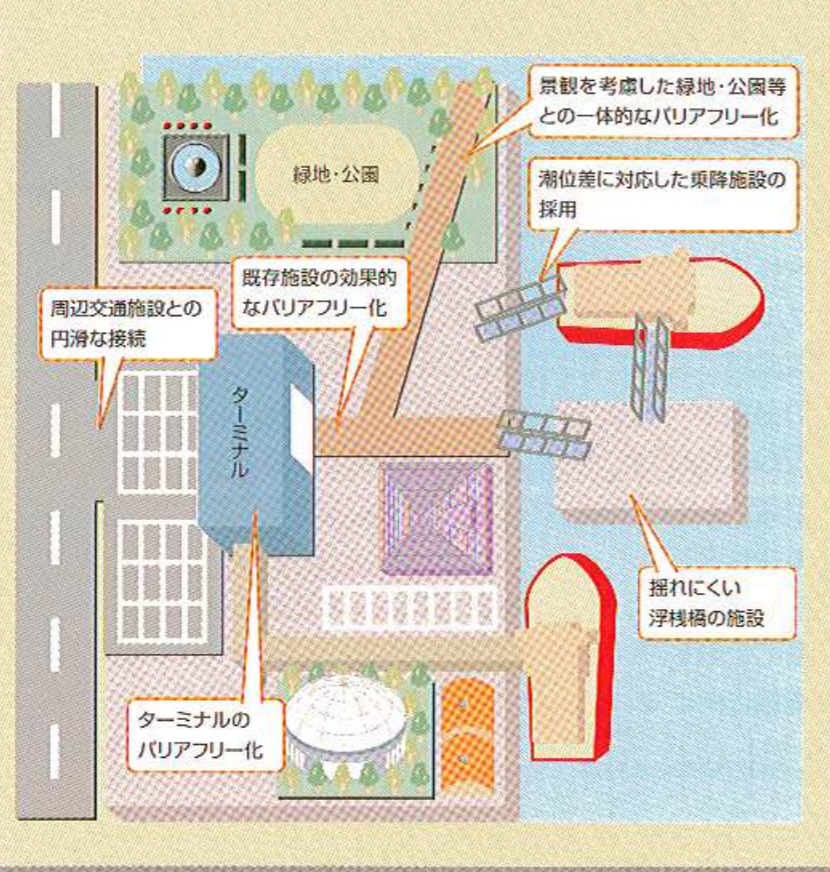 景観を考慮した緑地・公園等
との一体的なバリアフリー化
緑地・公園
潮位差に対応した乗降施設の
採用
既存施設の効果的
なバリアフリー化
周辺交通施設との
円滑な接続
ターミナル
揺れにくい
浮桟橋の施設
ターミナルの
バリアフリー化